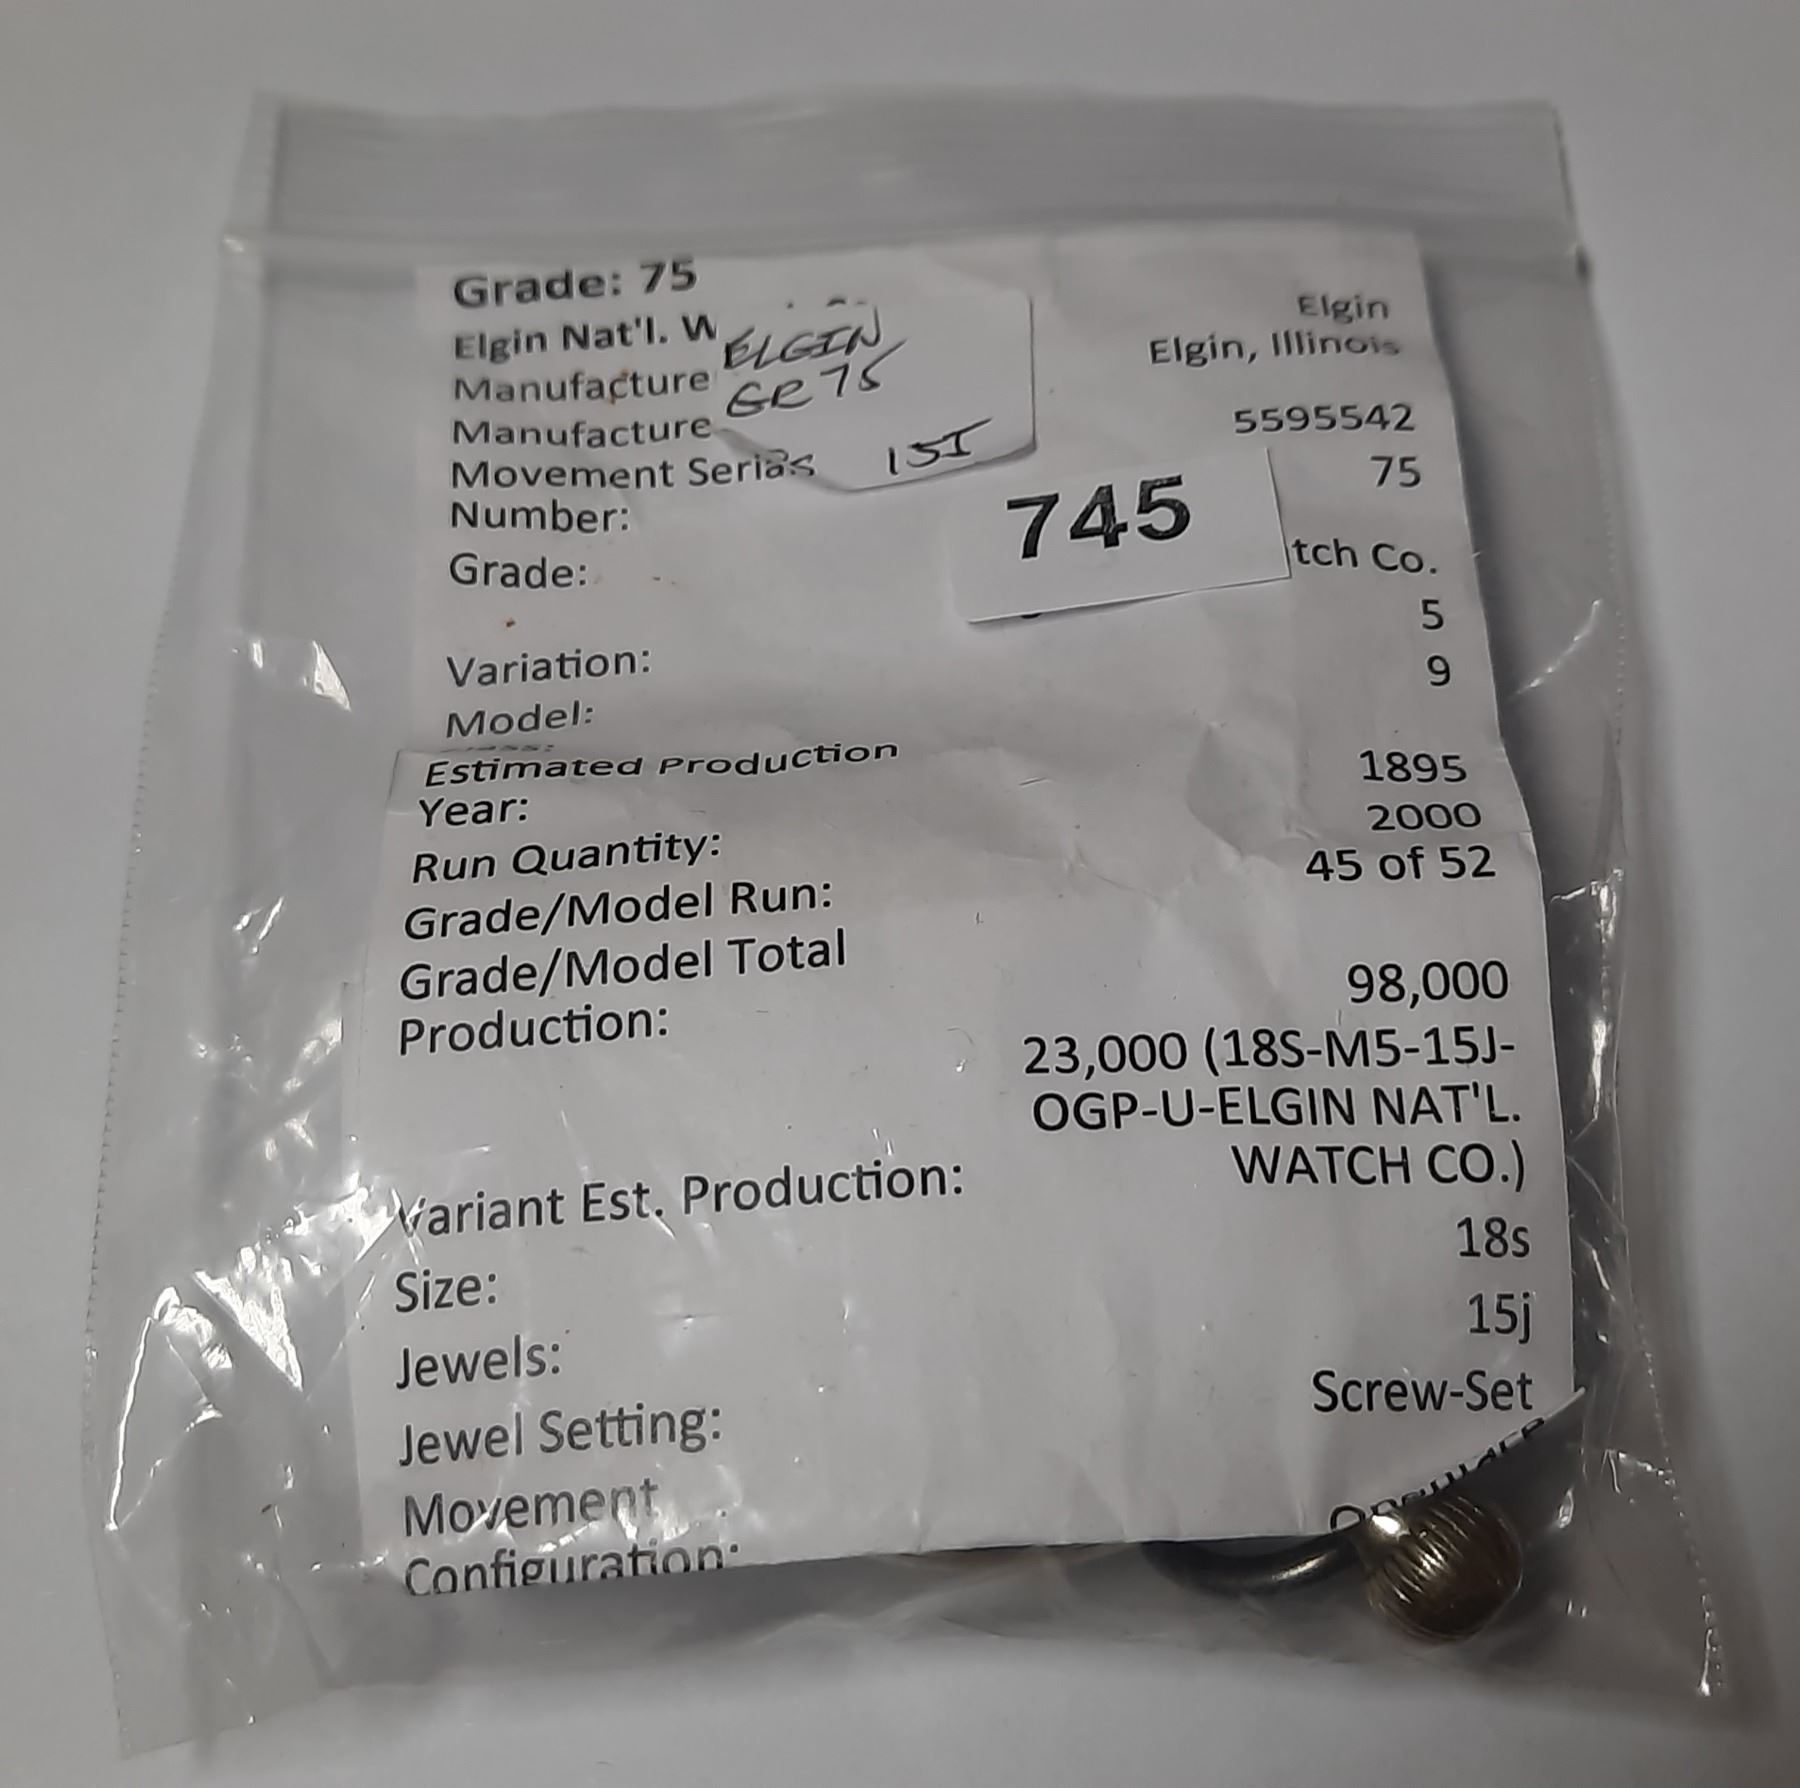 Grade: 75
Elgin Nat'l. W
ELGIN
GR 75
15J
Elgin
Manufacture
Elgin, Illinois
Manufacture
Movement Serial
Number:
5595542
Grade:
75
745
tch Co.
Variation:
5
Model:
9
Estimated Production
Year:
1895
Run Quantity:
2000
Grade/Model Run:
45 of 52
Grade/Model Total
Production:
98,000
23,000 (18S-M5-15J-
OGP-U-ELGIN NAT'L.
WATCH CO.)
Variant Est. Production:
Size:
18s
Jewels:
15j
Jewel Setting:
Screw-Set
Movement
Configuration: